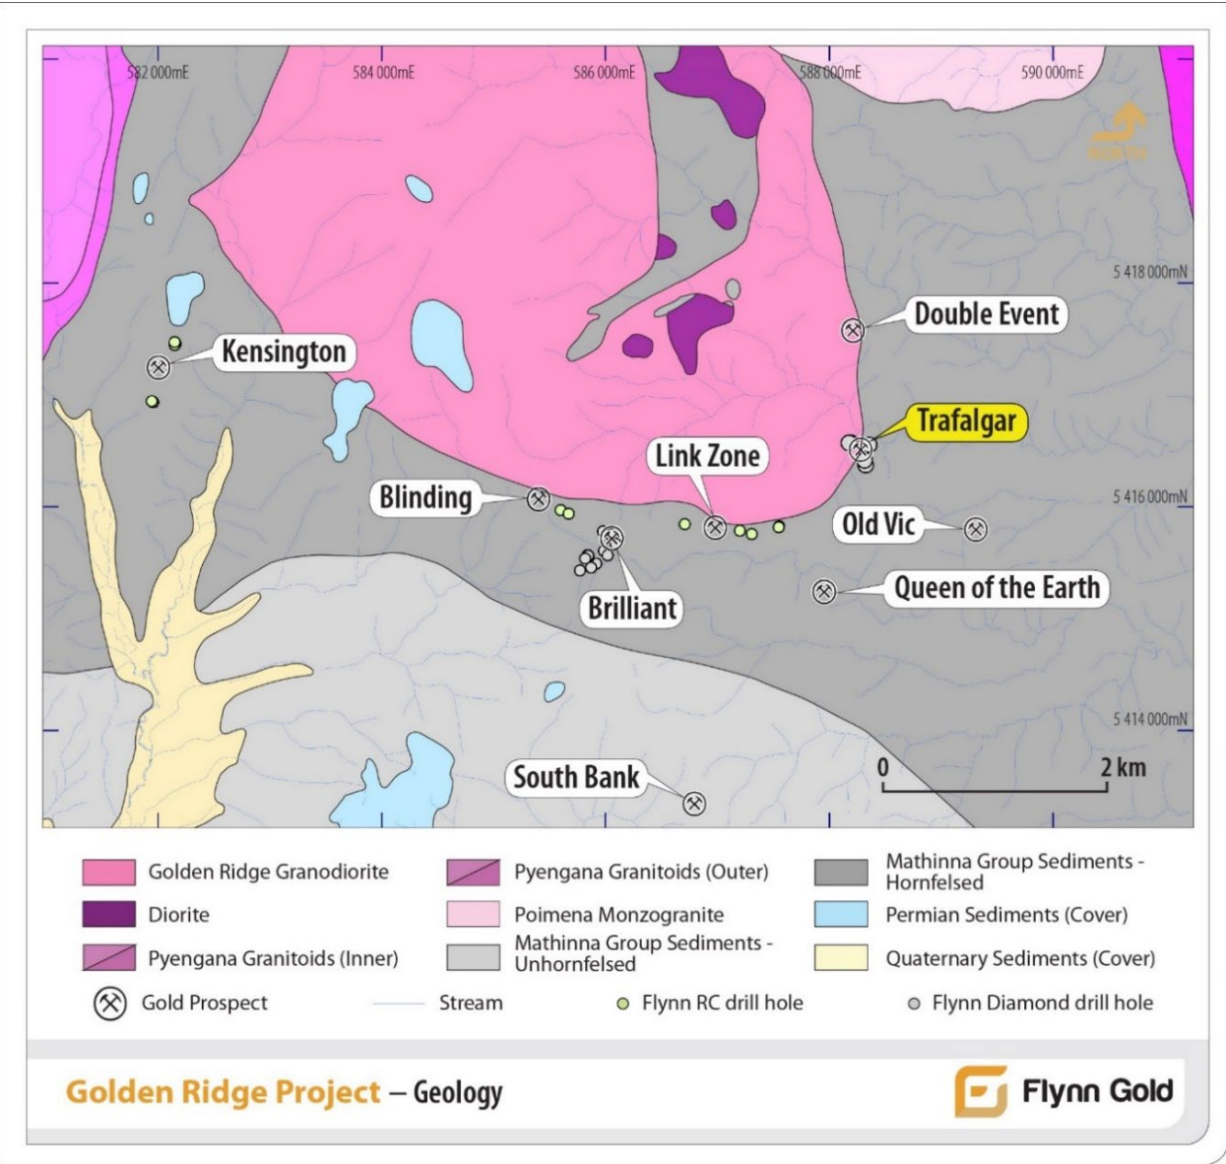 582 000mE
584 000mE
586 000mE
588 000mE
590 000mE
5 418 000mN
Double Event
Kensington
Trafalgar
Link Zone
Blinding
5 416 000mN
Old Vic
Queen of the Earth
Brilliant
5 414 000mN
South Bank
0
2 km
Golden Ridge Granodiorite
Pyengana Granitoids (Outer)
Mathinna Group Sediments -
Hornfelsed
Diorite
Poimena Monzogranite
Permian Sediments (Cover)
Pyengana Granitoids (Inner)
Mathinna Group Sediments -
Unhornfelsed
Quaternary Sediments (Cover)
Gold Prospect
Stream
Flynn RC drill hole
Flynn Diamond drill hole
Golden Ridge Project – Geology
Flynn Gold